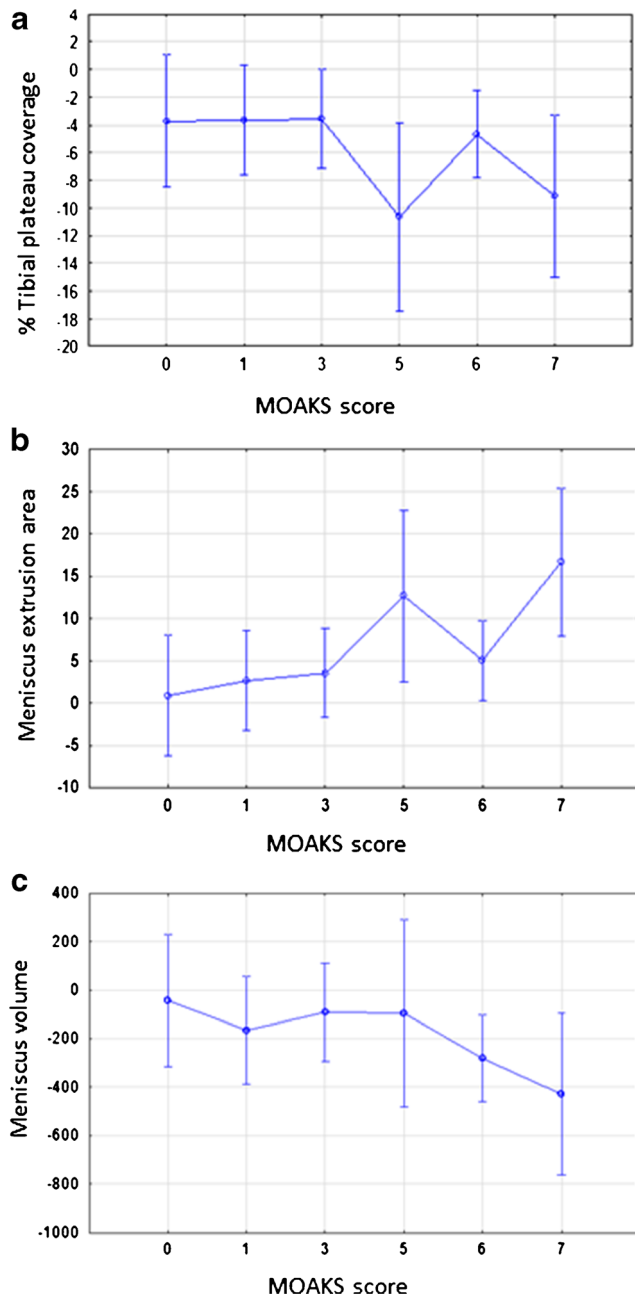 a
% Tibial plateau coverage
4
2
0
-2
-4
-6
-8
-10
-12
-14
-16
-18
-20
0 1 3 5 6 7
MOAKS score
b
Meniscus extrusion area
30
25
20
15
10
5
0
-5
-10
0 1 3 5 6 7
MOAKS score
c
Meniscus volume
400
200
0
-200
-400
-600
-800
-1000
0 1 3 5 6 7
MOAKS score